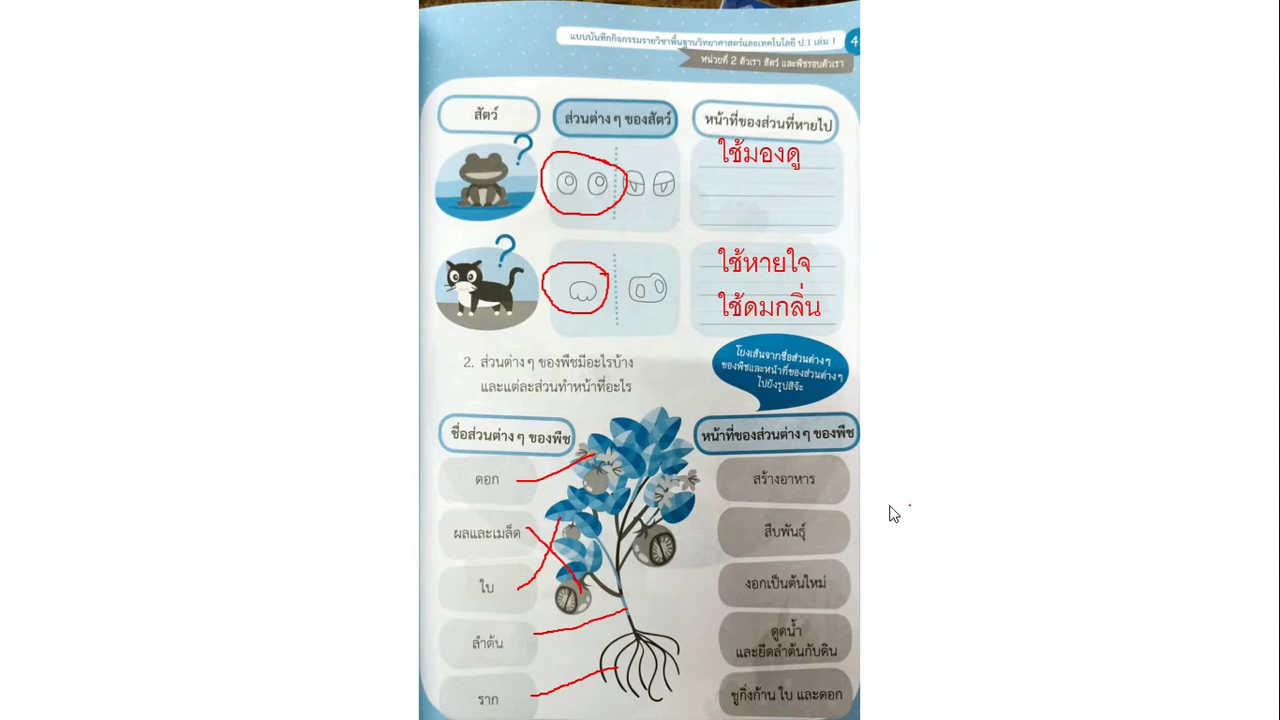 แบบบันทึกกิจกรรมรายวิชาพื้นฐานวิทยาศาสตร์และเทคโนโลยี ป.1 เล่ม 1
4
หน่วยที่ 2 ตัวเรา สัตว์ และพืชรอบตัวเรา
สัตว์
ส่วนต่าง ๆ ของสัตว์
หน้าที่ของส่วนที่หายไป
?
ใช้มองดู
?
ใช้หายใจ
ใช้ดมกลิ่น
2. ส่วนต่าง ๆ ของพืชมีอะไรบ้าง
และแต่ละส่วนทำหน้าที่อะไร
โยงเส้นจากชื่อส่วนต่าง ๆ
ของพืชและหน้าที่ของส่วนต่าง ๆ
ไปยังรูปสิจ๊ะ
ชื่อส่วนต่าง ๆ ของพืช
หน้าที่ของส่วนต่าง ๆ ของพืช
ดอก
สร้างอาหาร
ผลและเมล็ด
สืบพันธุ์
ใบ
งอกเป็นต้นใหม่
ลำต้น
ดูดน้ำ
และยึดลำต้นกับดิน
ราก
ชูกิ่งก้าน ใบ และดอก